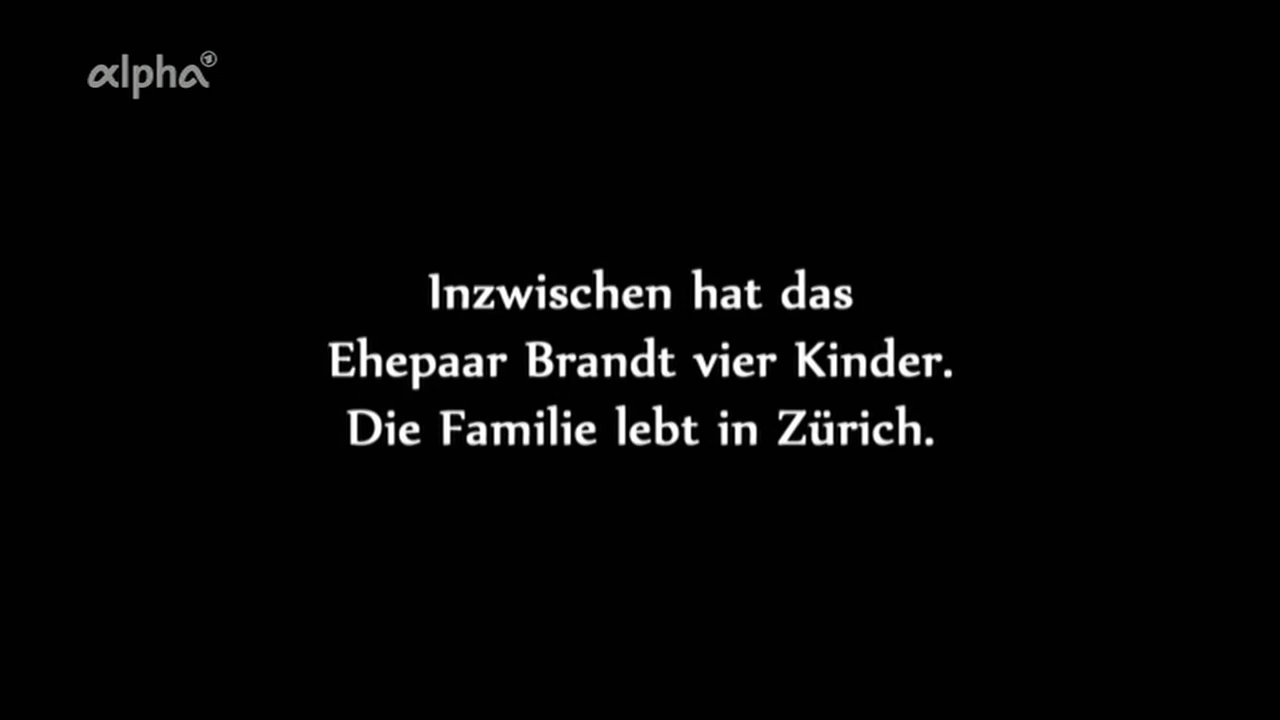 alpha
Inzwischen hat das
Ehepaar Brandt vier Kinder.
Die Familie lebt in Zürich.